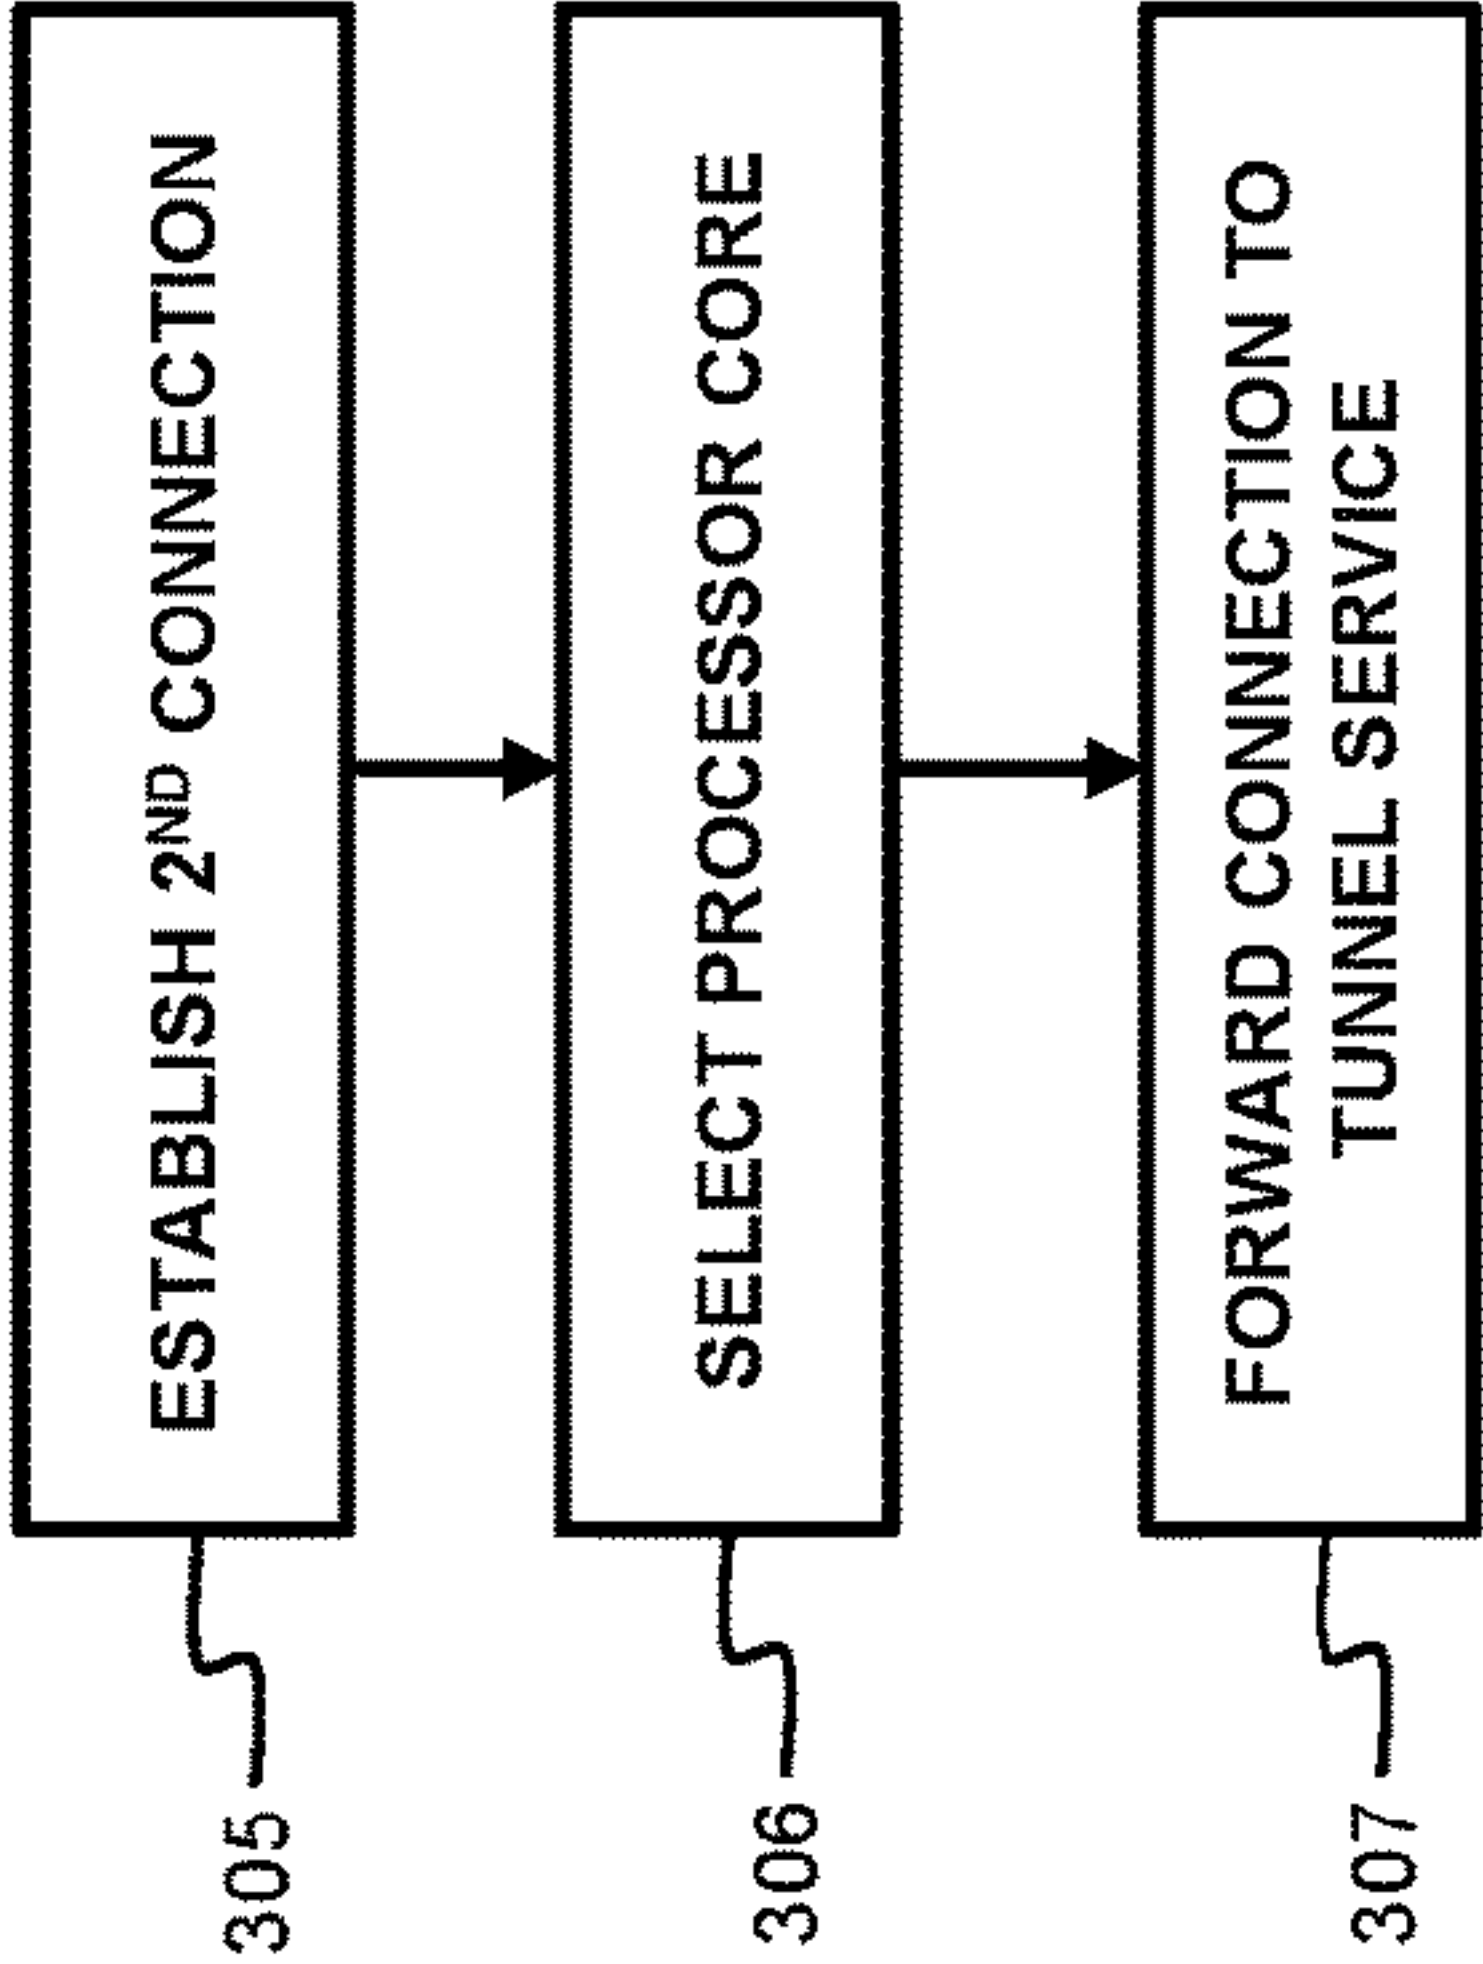 305
ESTABLISH 2ND CONNECTION
306
SELECT PROCESSOR CORE
307
FORWARD CONNECTION TO
TUNNEL SERVICE